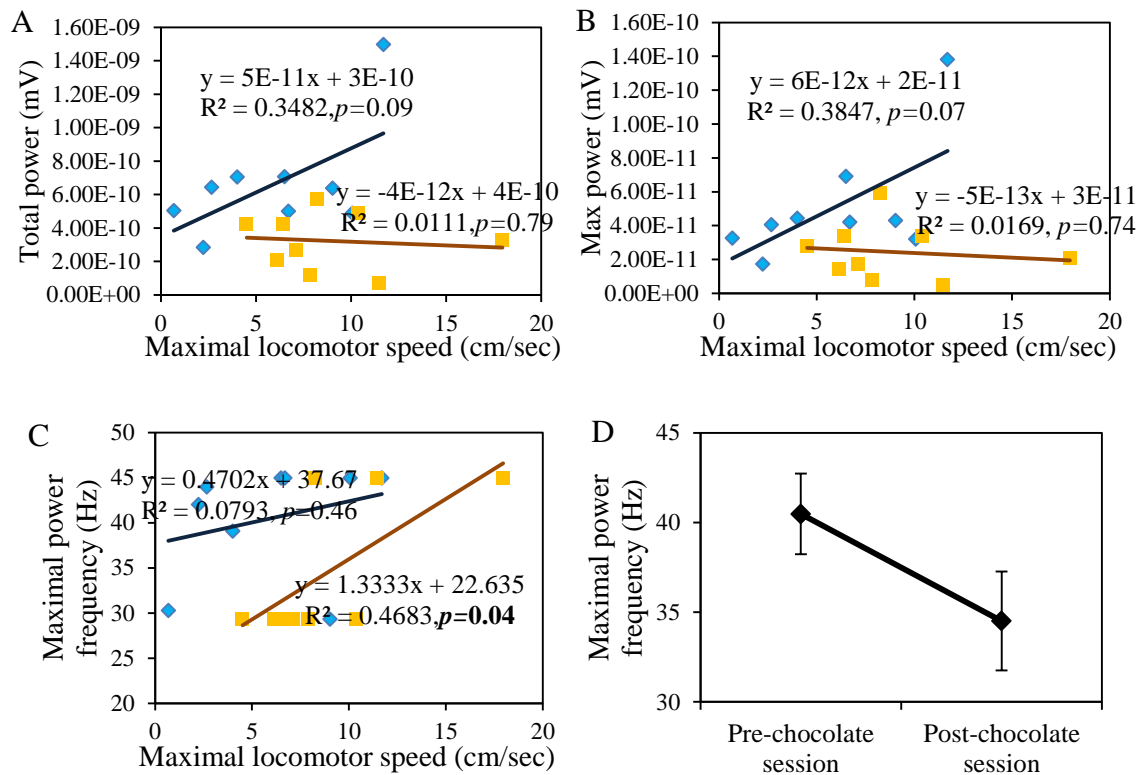 A
Total power (mV)
1.60E-09
1.40E-09
1.20E-09
1.00E-09
8.00E-10
6.00E-10
4.00E-10
2.00E-10
0.00E+00
y = 5E-11x + 3E-10
R² = 0.3482,p=0.09
y = -4E-12x + 4E-10
R² = 0.0111,p=0.79
0 5 10 15 20
Maximal locomotor speed (cm/sec)
B
Max power (mV)
1.60E-10
1.40E-10
1.20E-10
1.00E-10
8.00E-11
6.00E-11
4.00E-11
2.00E-11
0.00E+00
y = 6E-12x + 2E-11
R² = 0.3847, p=0.07
y = -5E-13x + 3E-11
R² = 0.0169, p=0.74
0 5 10 15 20
Maximal locomotor speed (cm/sec)
C
Maximal power
frequency (Hz)
50
45
40
35
30
25
20
y = 0.4702x + 37.67
R² = 0.0793, p=0.46
y = 1.3333x + 22.635
R² = 0.4683,p=0.04
0 5 10 15 20
Maximal locomotor speed (cm/sec)
D
Maximal power
frequency (Hz)
45
40
35
30
Pre-chocolate
session
Post-chocolate
session